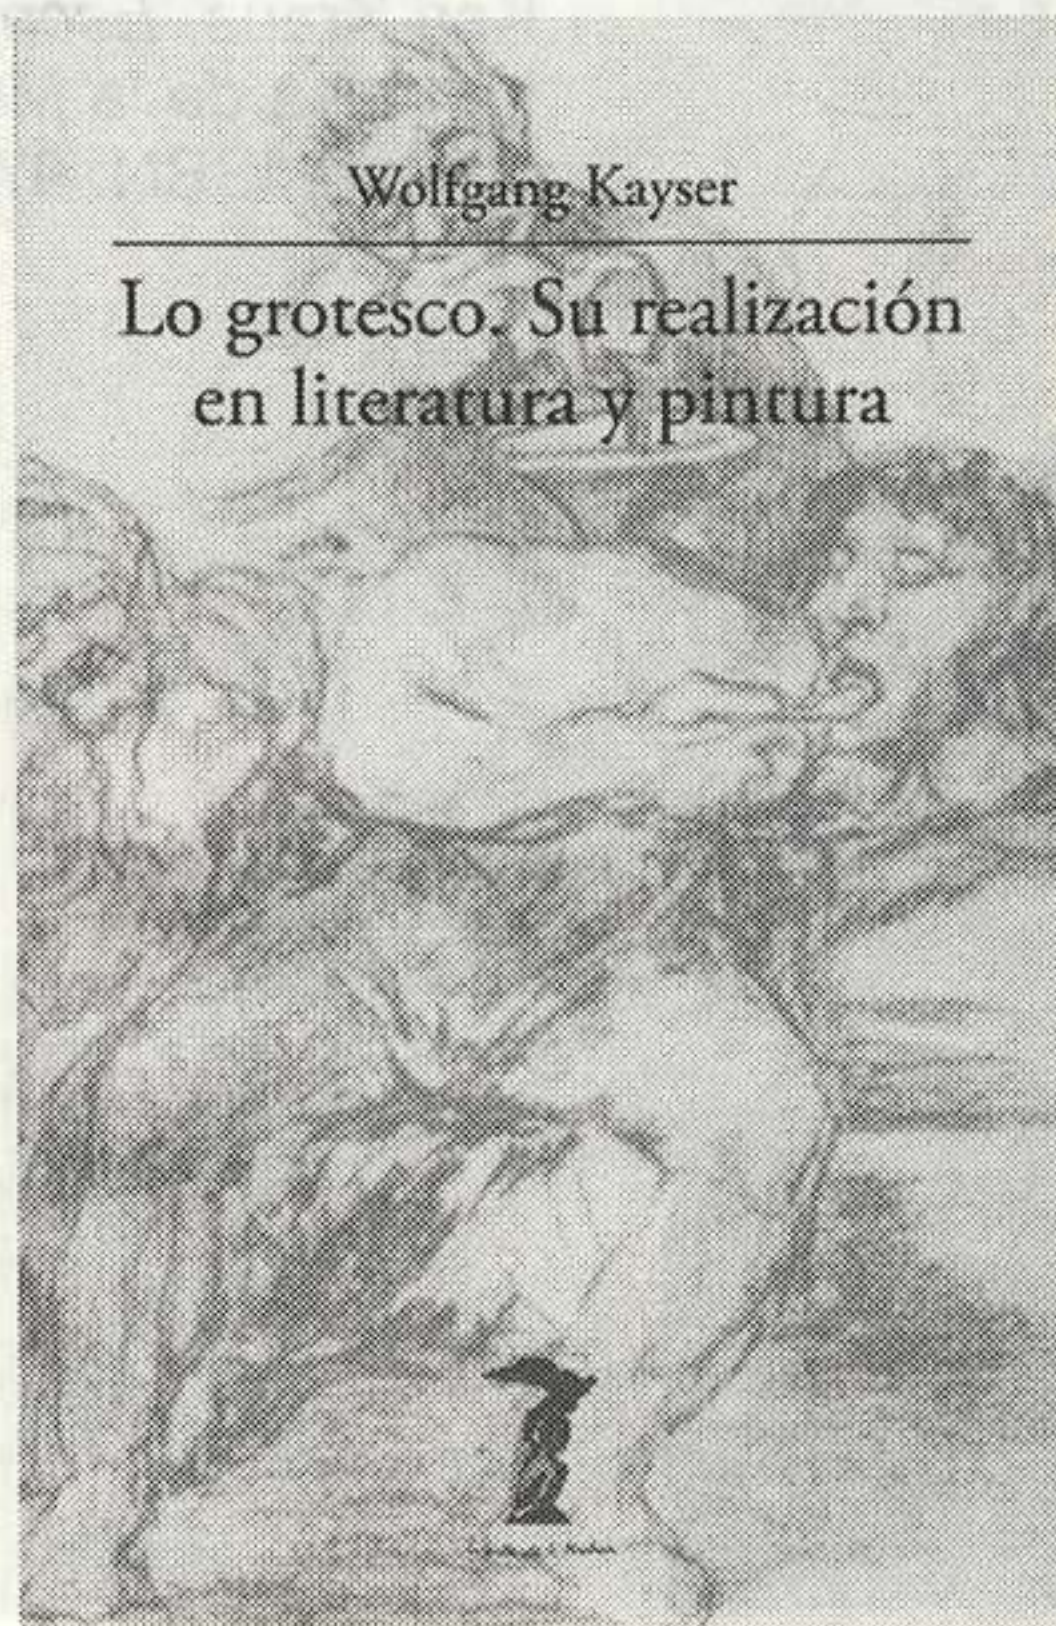 Wolfgang Kayser
Lo grotesco. Su realización
en literatura y pintura